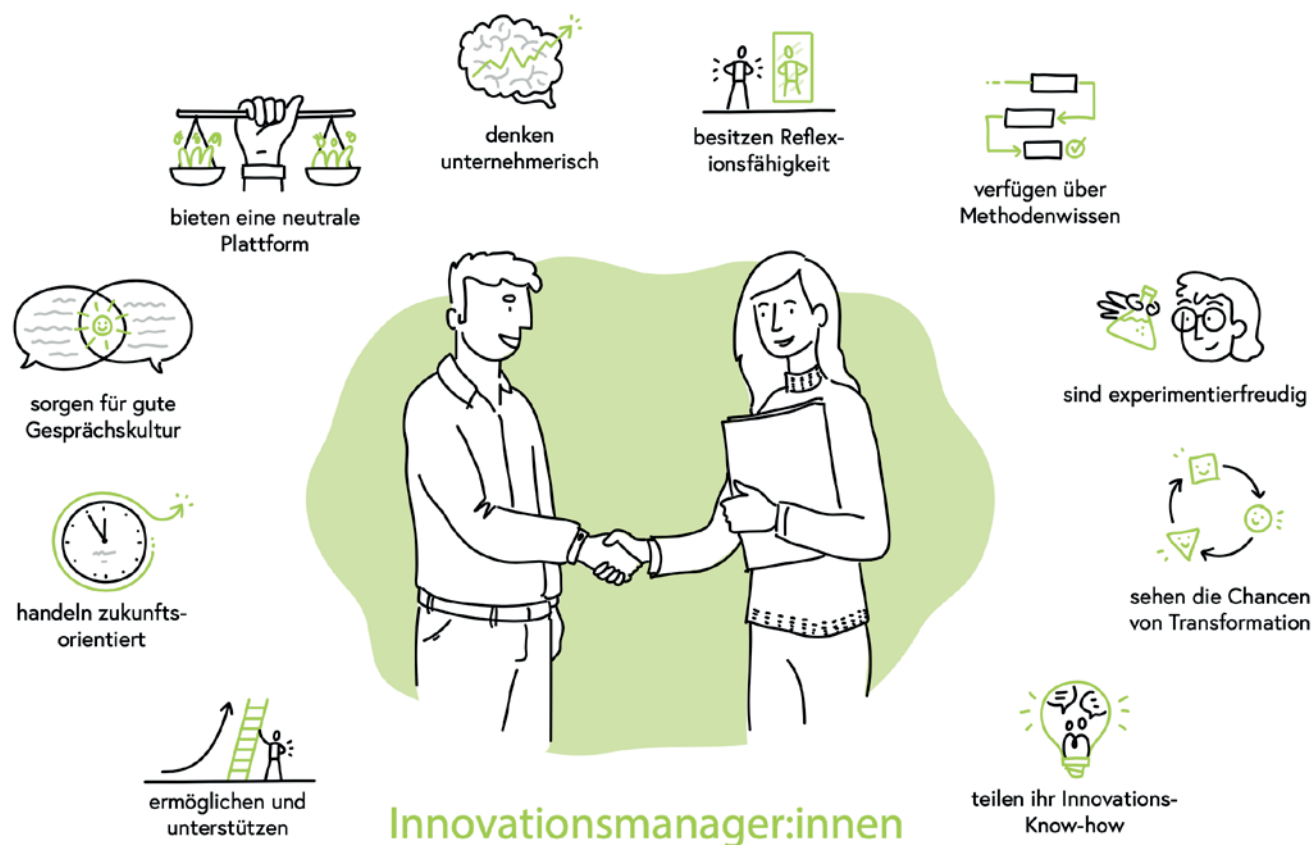 denken
unternehmerisch
besitzen Reflex-
ionsfähigkeit
bieten eine neutrale
Plattform
verfügen über
Methodenwissen
sorgen für gute
Gesprächskultur
sind experimentierfreudig
handeln zukunfts-
orientiert
sehen die Chancen
von Transformation
ermöglichen und
unterstützen
teilen ihr Innovations-
Know-how
Innovationsmanager:innen